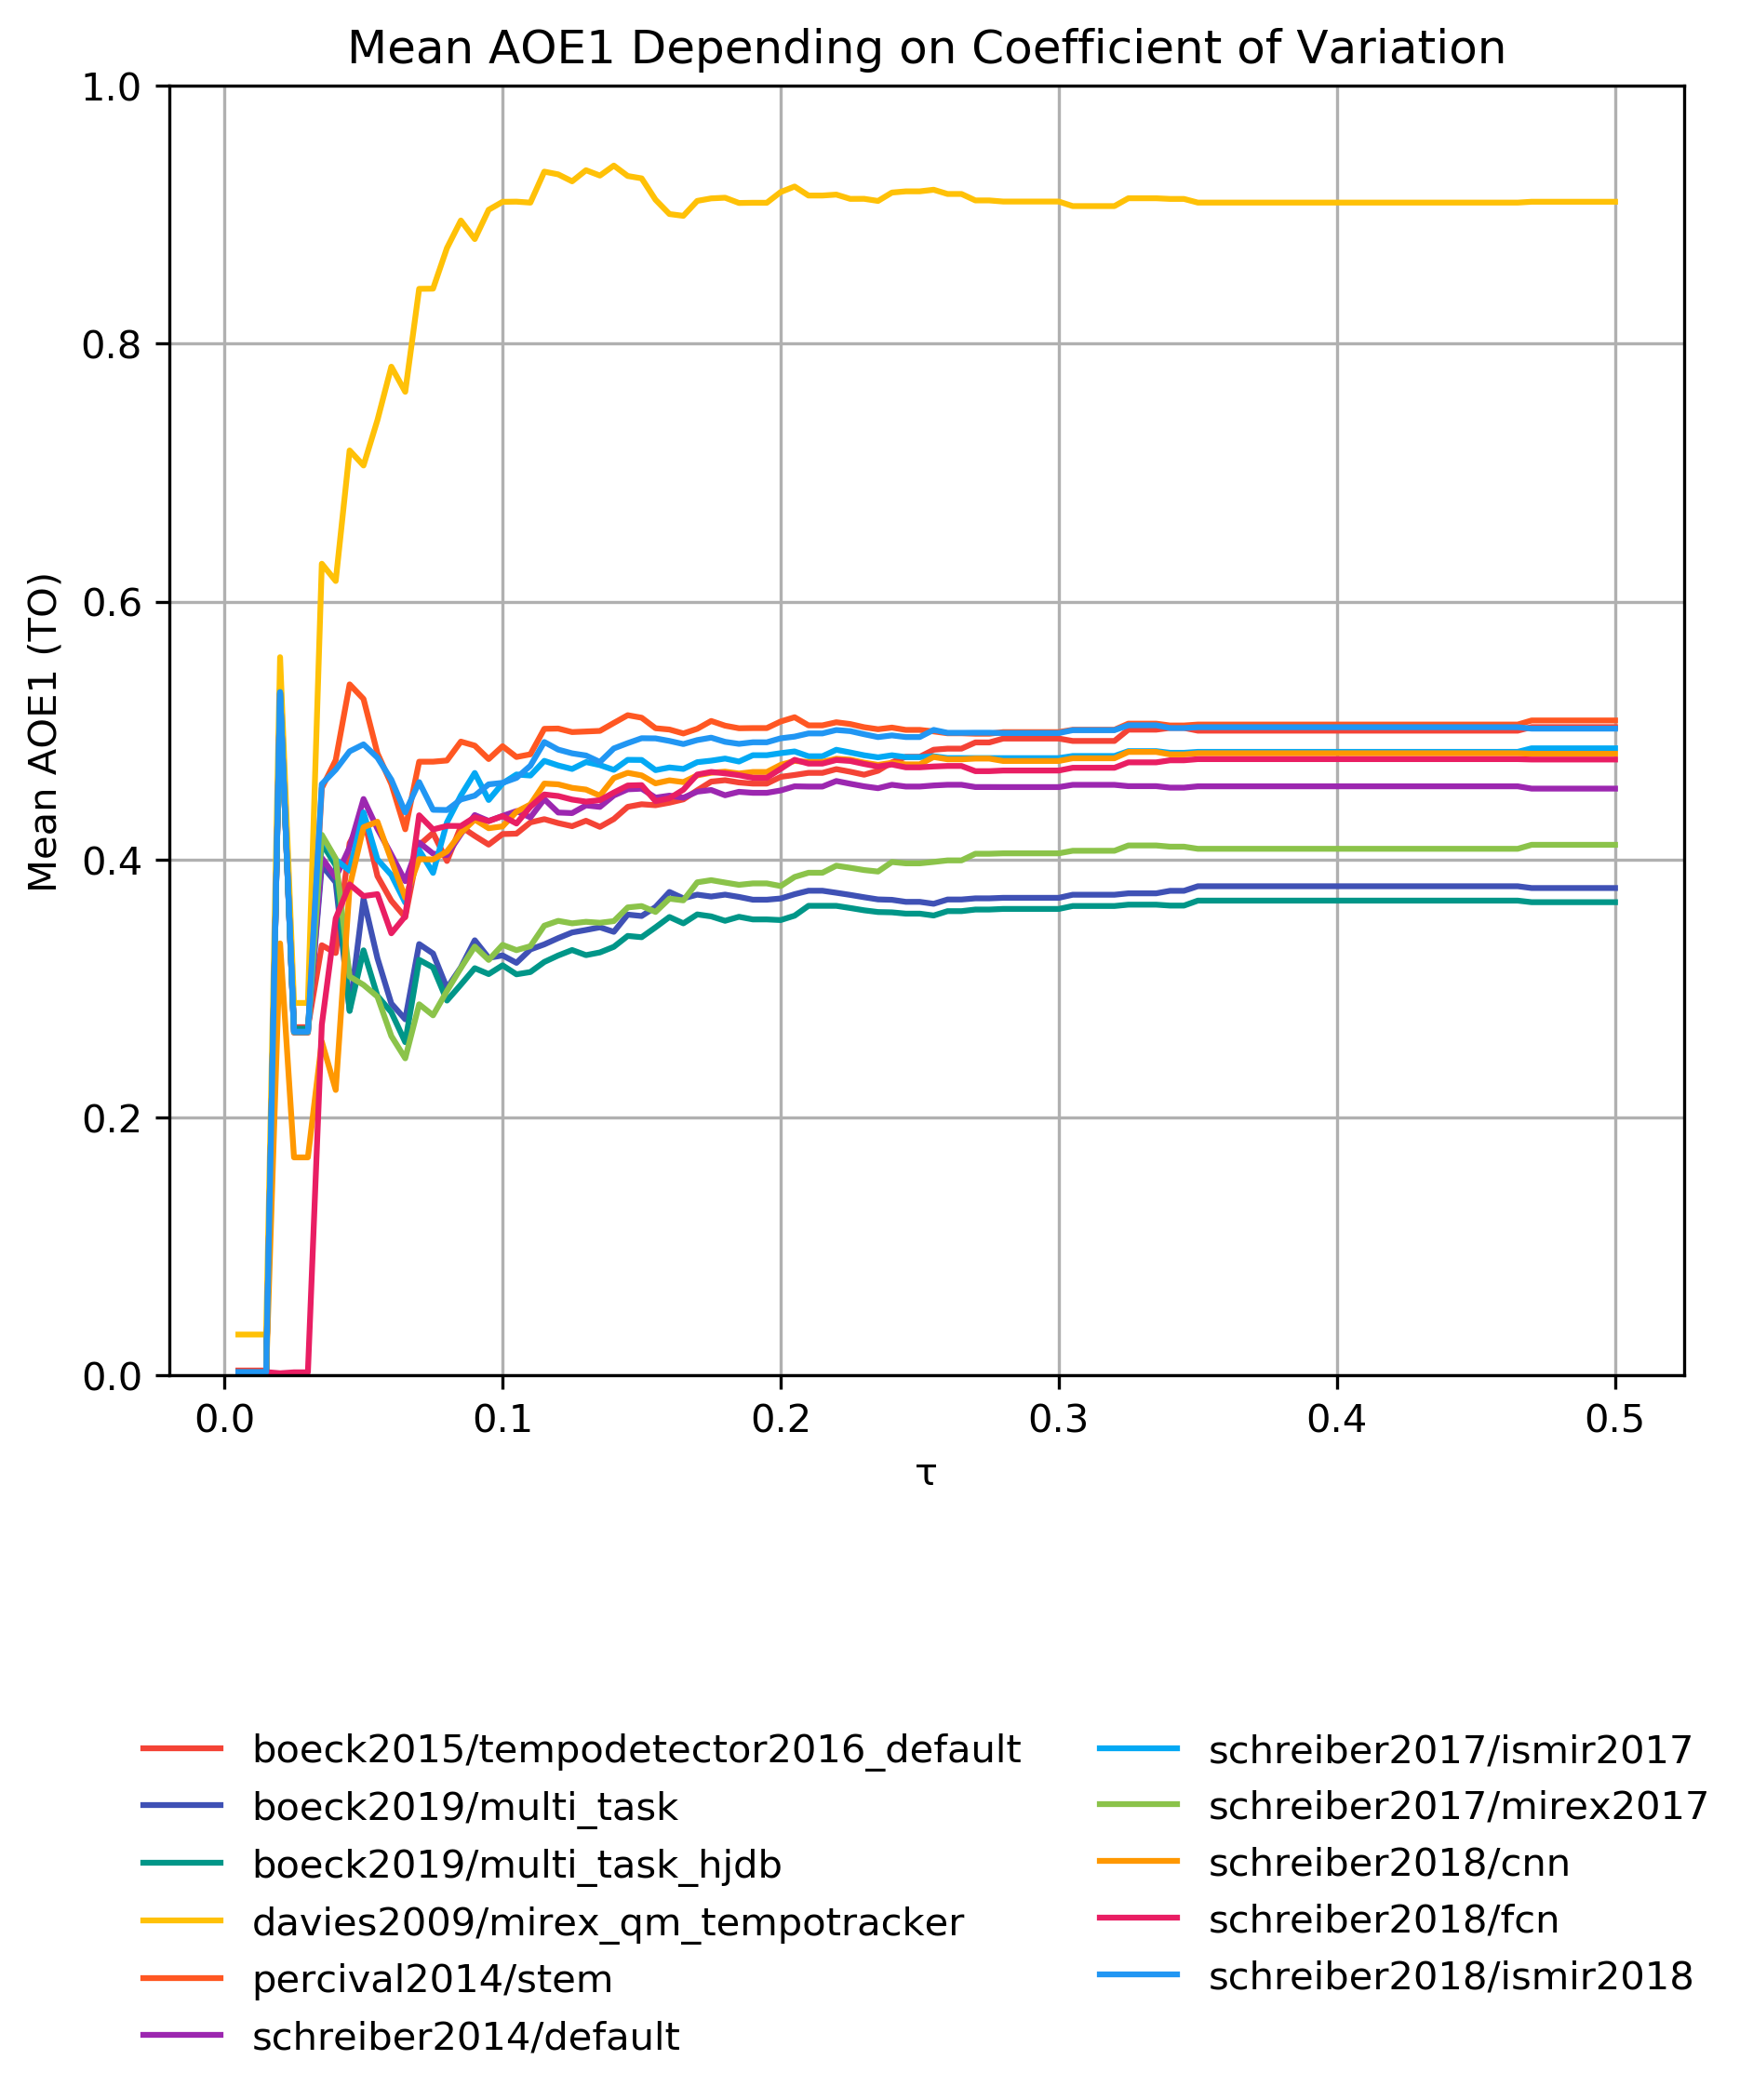 Mean AOE1 Depending on Coefficient of Variation
1.0
0.8
0.6
0.4
0.2
0.0
Mean AOE1 (TO)
0.0 0.1 0.2 0.3 0.4 0.5
τ
boeck2015/tempodetector2016_default
boeck2019/multi_task
boeck2019/multi_task_hjdb
davies2009/mirex_qm_tempotracker
percival2014/stem
schreiber2014/default
schreiber2017/ismir2017
schreiber2017/mirex2017
schreiber2018/cnn
schreiber2018/fcn
schreiber2018/ismir2018